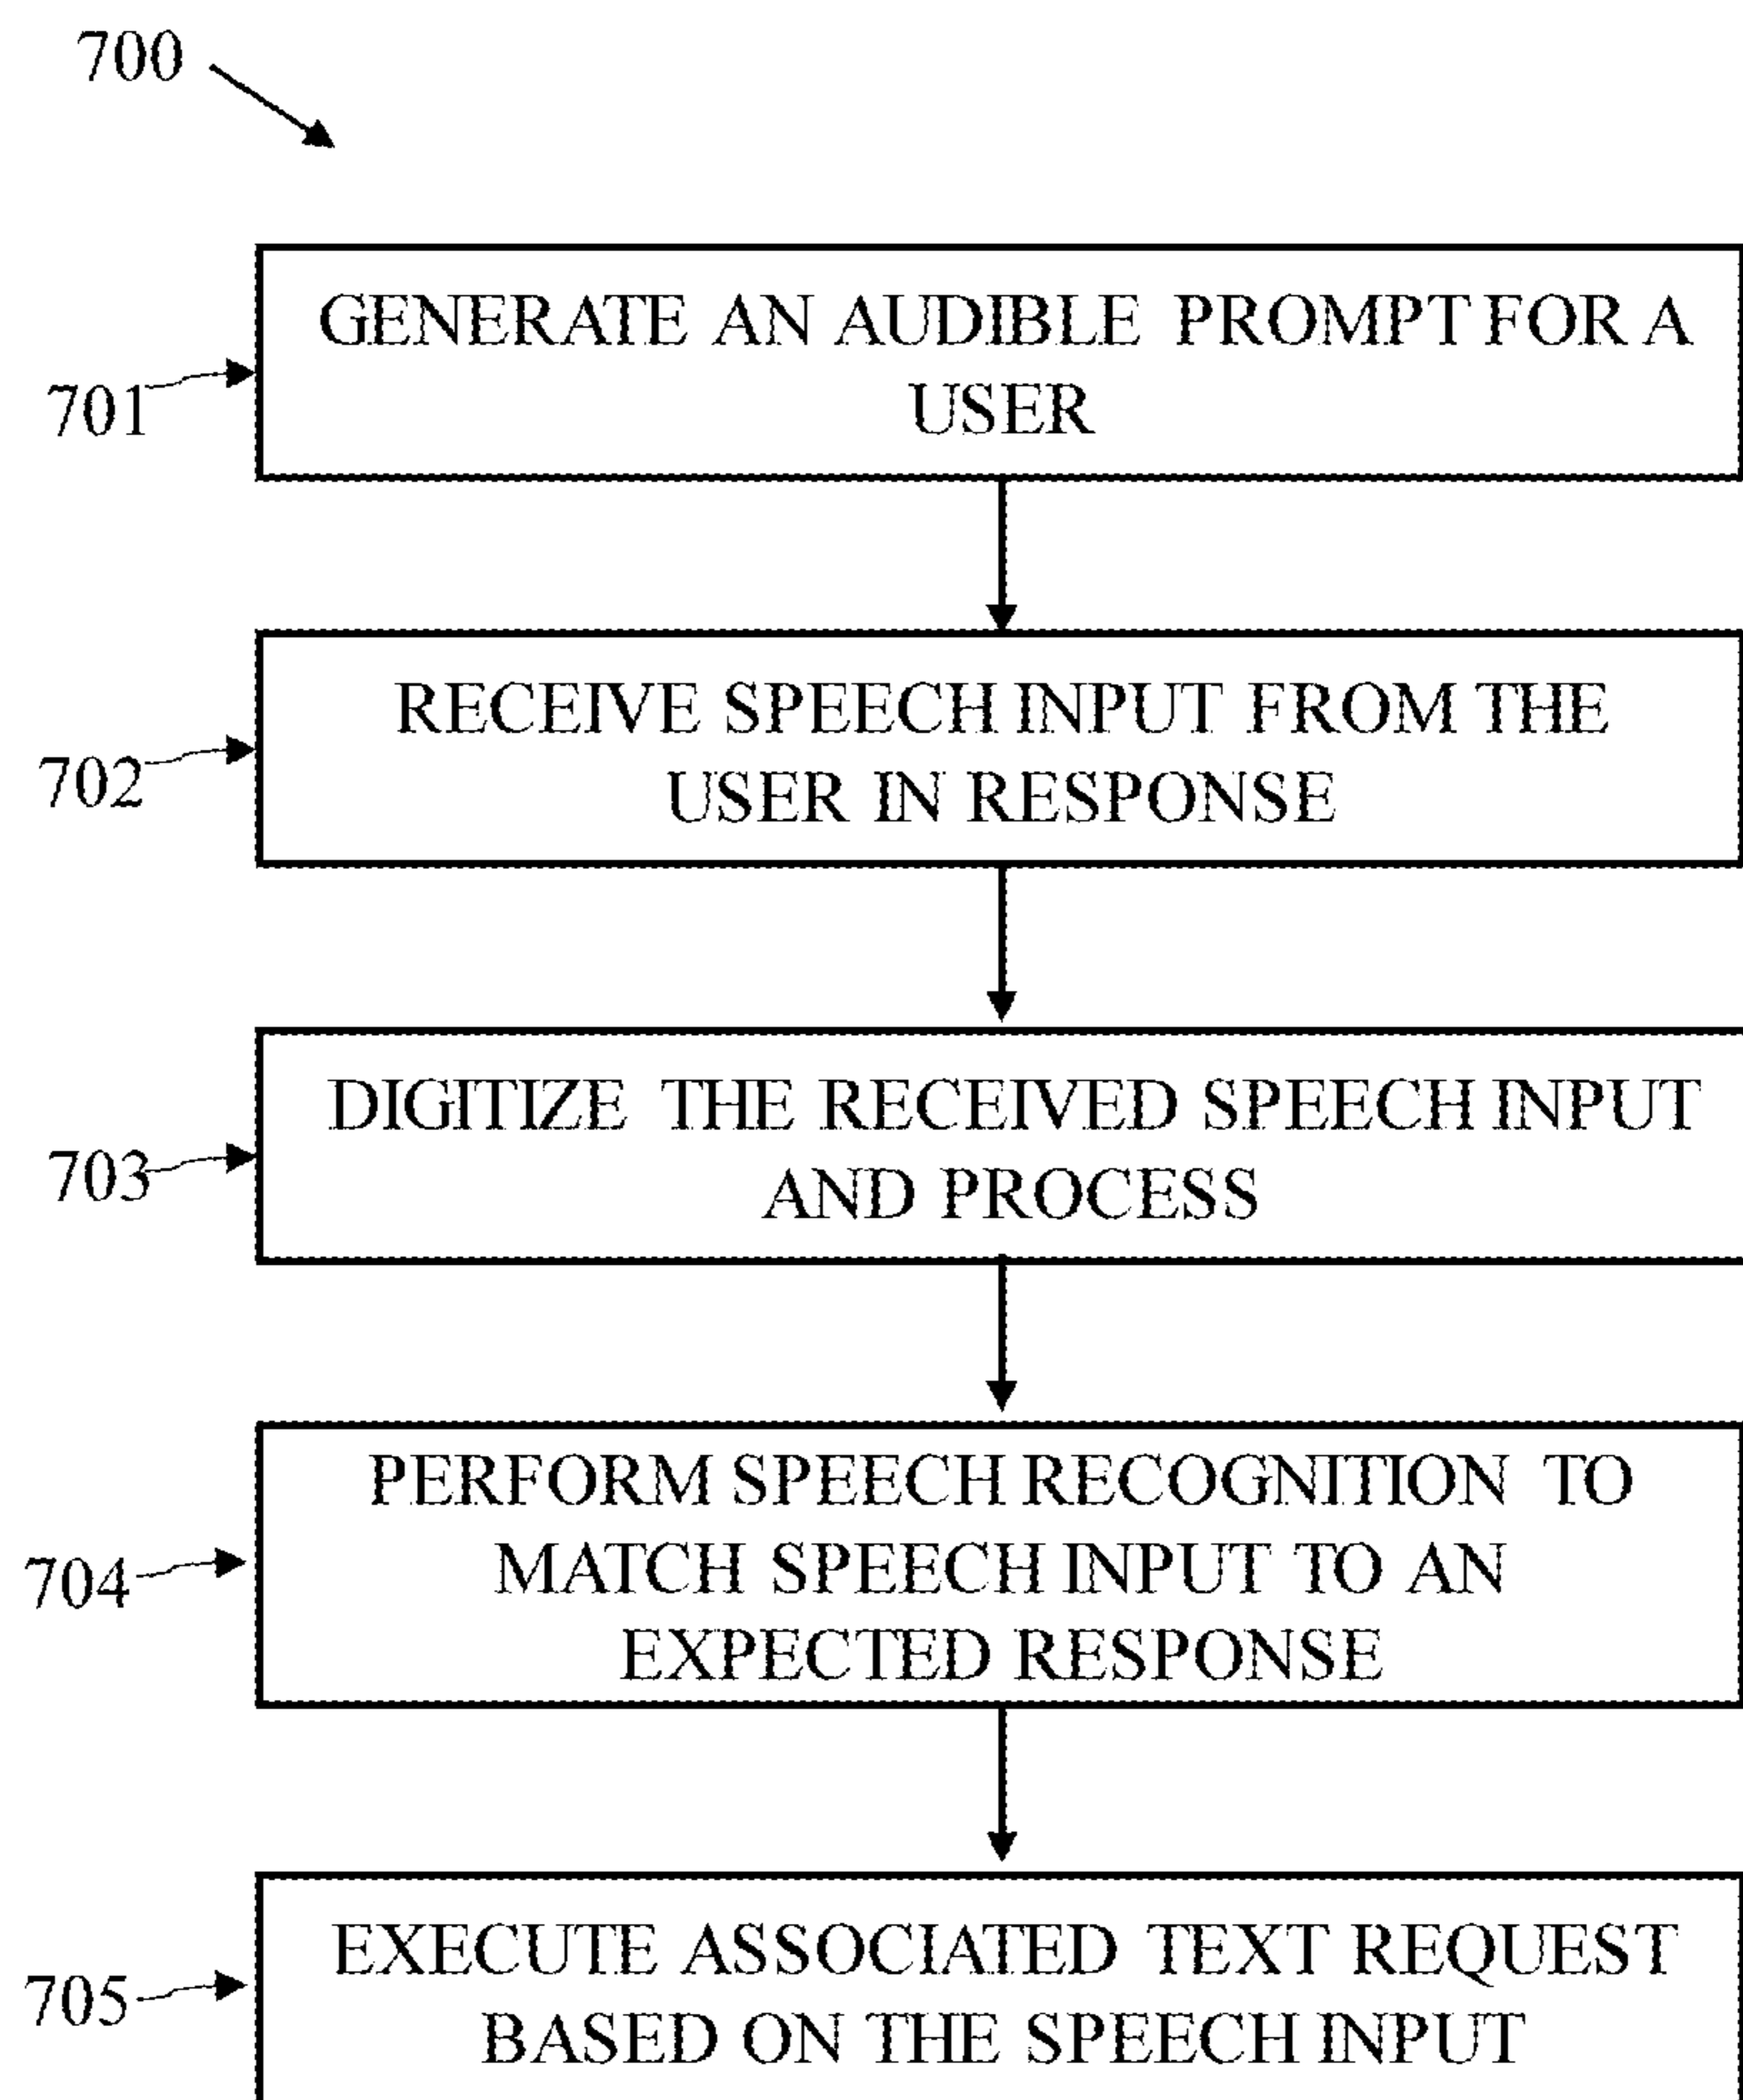 700
GENERATE AN AUDIBLE PROMPT FOR A
USER
701
RECEIVE SPEECH INPUT FROM THE
USER IN RESPONSE
702
DIGITIZE THE RECEIVED SPEECH INPUT
AND PROCESS
703
PERFORM SPEECH RECOGNITION TO
MATCH SPEECH INPUT TO AN
EXPECTED RESPONSE
704
EXECUTE ASSOCIATED TEXT REQUEST
BASED ON THE SPEECH INPUT
705